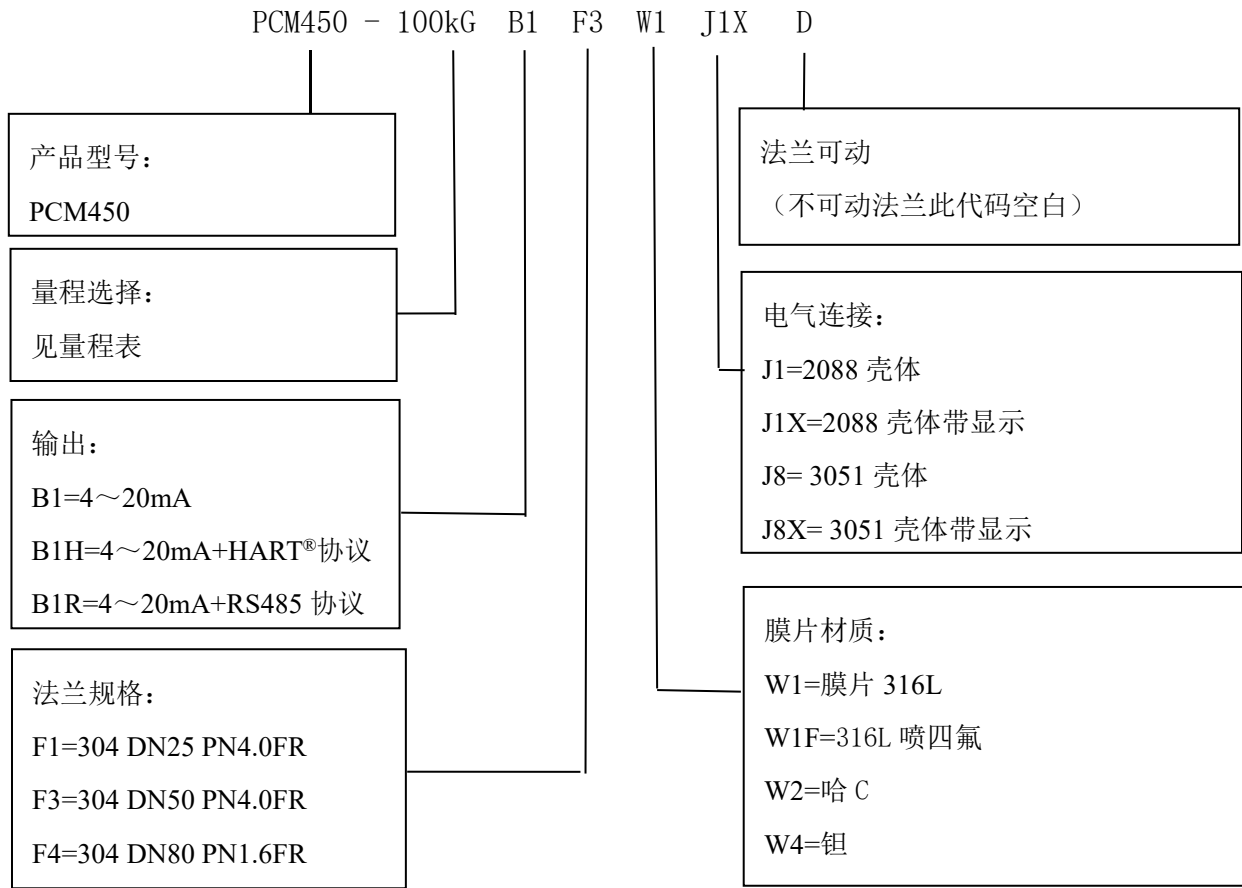 PCM450 - 100kG B1 F3 W1 J1X D
产品型号：
PCM450
量程选择：
见量程表
输出：
B1=4～20mA
B1H=4～20mA+HART®协议
B1R=4～20mA+RS485 协议
法兰规格：
F1=304 DN25 PN4.0FR
F3=304 DN50 PN4.0FR
F4=304 DN80 PN1.6FR
法兰可动
（不可动法兰此代码空白）
电气连接：
J1=2088 壳体
J1X=2088 壳体带显示
J8= 3051 壳体
J8X= 3051 壳体带显示
膜片材质：
W1=膜片 316L
W1F=316L 喷四氟
W2=哈 C
W4=钽